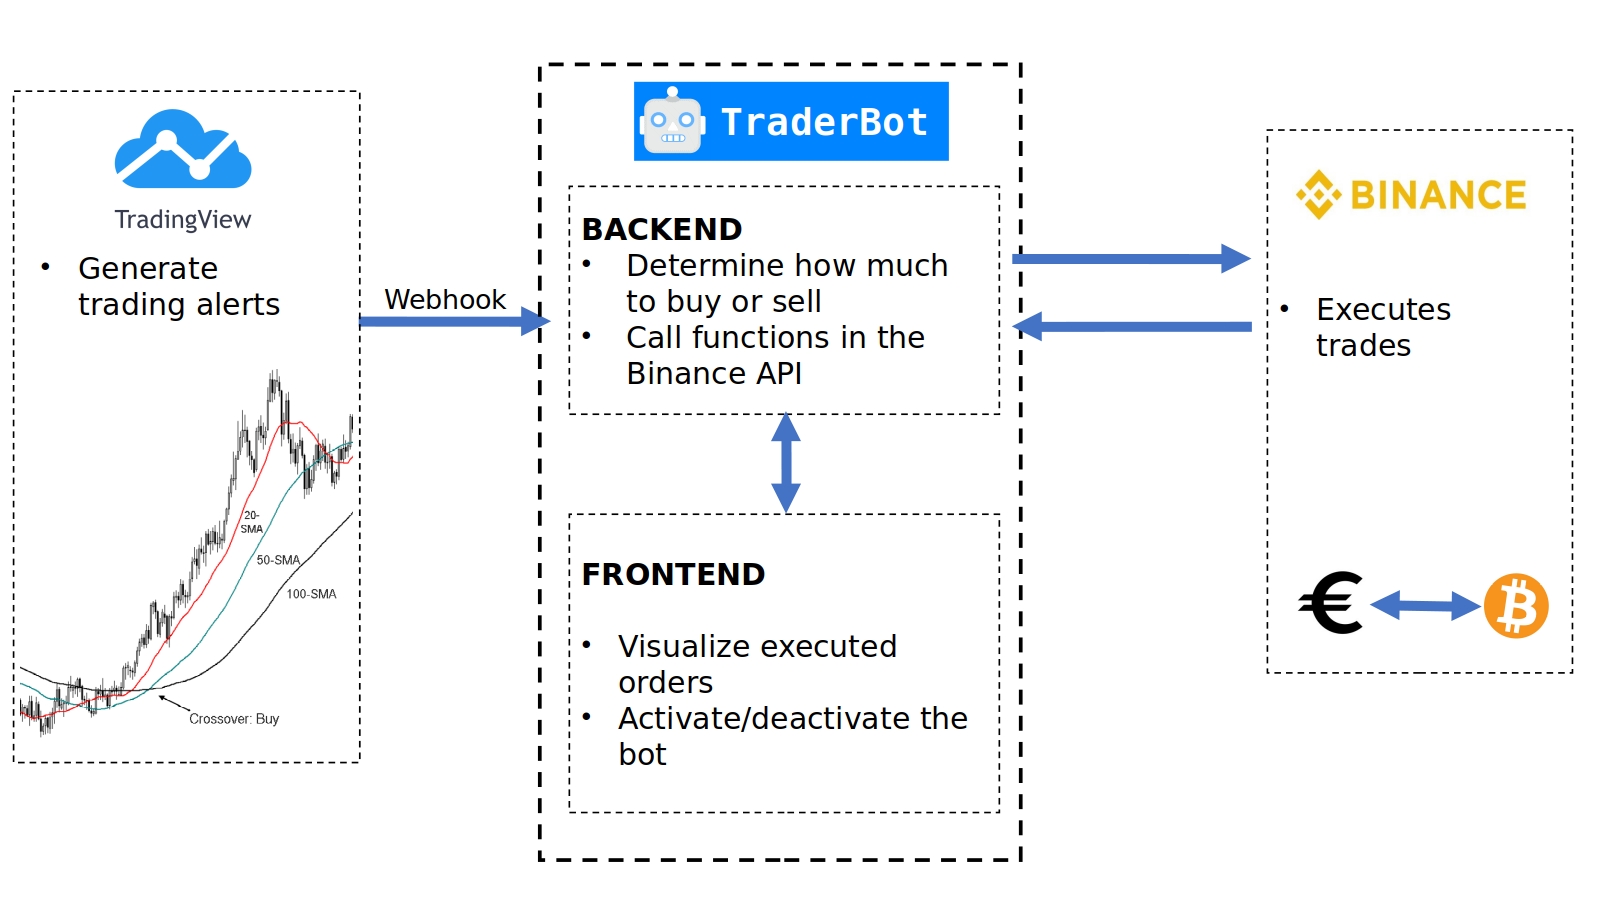 TradingView
• Generate
trading alerts
20-
SMA
50-SMA
100-SMA
Crossover: Buy
Webhook
TraderBot
BACKEND
• Determine how much
to buy or sell
• Call functions in the
Binance API
FRONTEND
• Visualize executed
orders
• Activate/deactivate the
bot
BINANCE
• Executes
trades